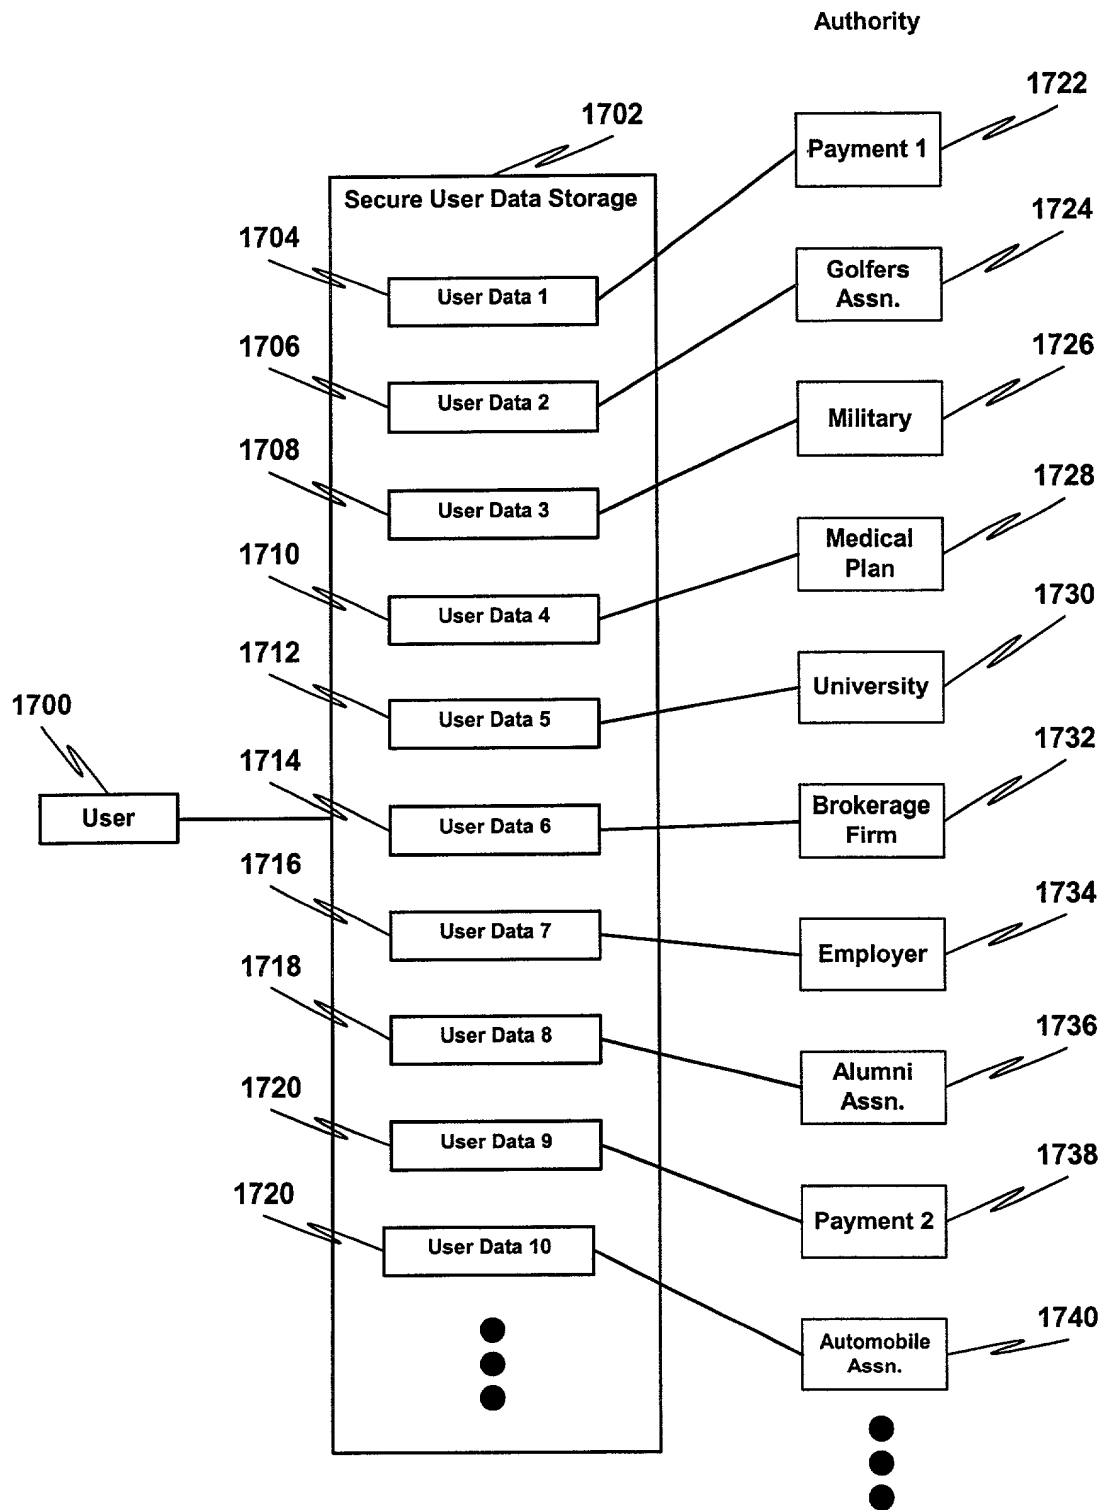 Authority
1722
1702
Payment 1
Secure User Data Storage
1724
1704
Golfers
Assn.
User Data 1
1706
1726
User Data 2
Military
1708
1728
User Data 3
Medical
Plan
1710
1730
User Data 4
1712
University
1700
User Data 5
1714
1732
User
User Data 6
Brokerage
Firm
1716
1734
User Data 7
Employer
1718
1736
User Data 8
Alumni
Assn.
1720
1738
User Data 9
1720
Payment 2
User Data 10
1740
Automobile
Assn.